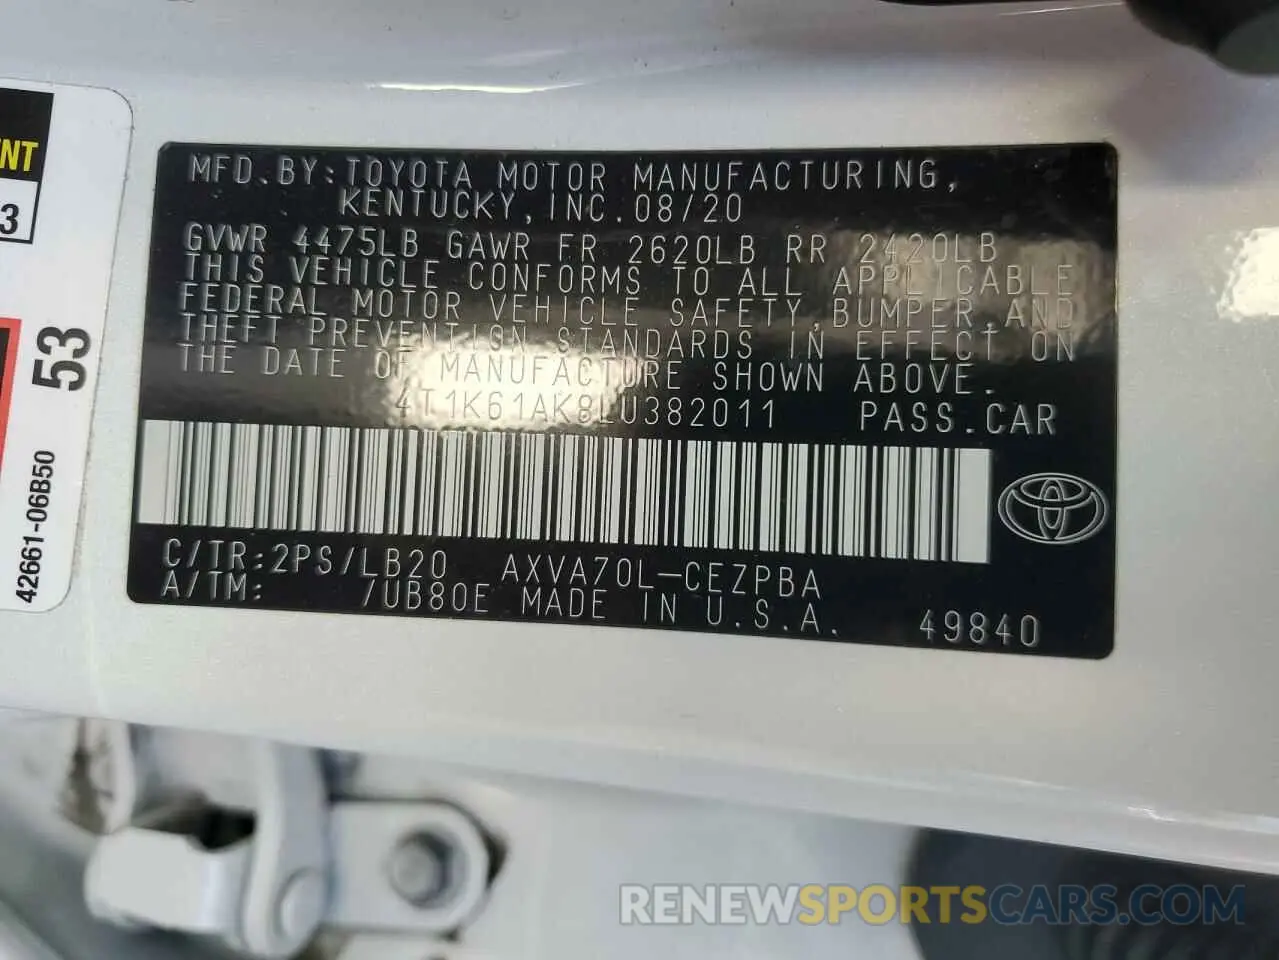 NT
3
53
42661-06B50
MFD.BY:TOYOTA MOTOR MANUFACTURING,
KENTUCKY,INC.08/20
GVWR 4475LB GAWR FR 2620LB RR 2420LB
THIS VEHICLE CONFORMS TO ALL APPLICABLE
FEDERAL MOTOR VEHICLE SAFETY,BUMPER,AND
THEFT PREVENTION STANDARDS IN EFFECT ON
THE DATE OF MANUFACTURE SHOWN ABOVE.
4T1K61AK8LU382011 PASS.CAR
C/TR:2PS/LB20 AXVA70L-CEZPBA
A/TM: 7UB80E MADE IN U.S.A. 49840
RENEWSPORTSCARS.COM